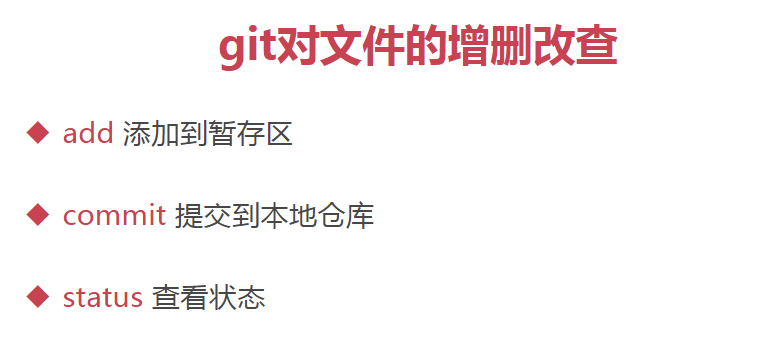 git对文件的增删改查
◆ add 添加到暂存区
◆ commit 提交到本地仓库
◆ status 查看状态